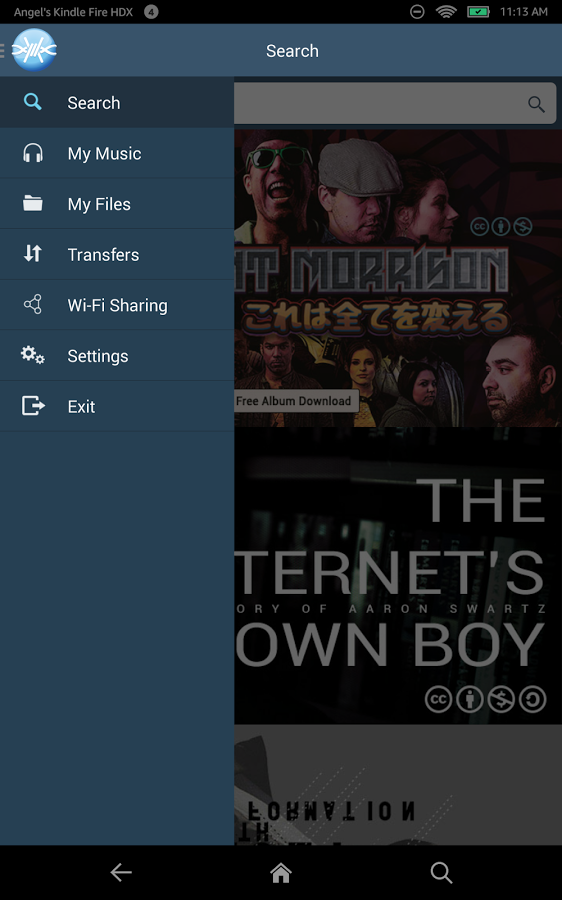 Angel's Kindle Fire HDX 4 11:13 AM
Search
Search
My Music
My Files
Transfers
Wi-Fi Sharing
Settings
Exit
MORRISON
これは全てを変える
Free Album Download
THE
TERNET'S
ORY OF AARON SWARTZ
OWN BOY
cc
FORMATION
TH